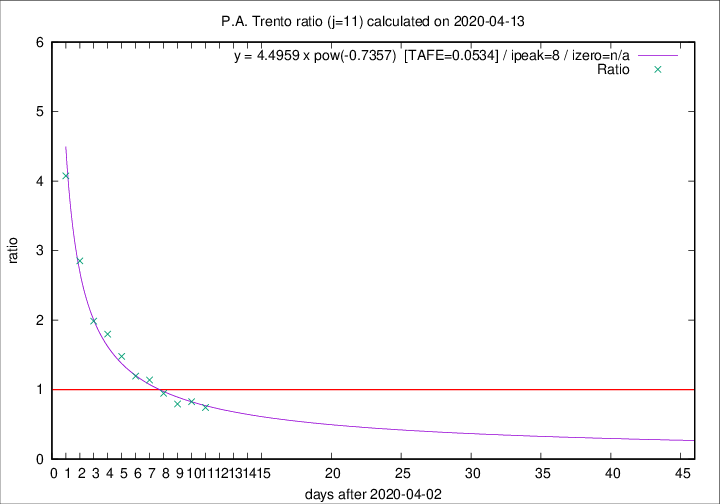 P.A. Trento ratio (j=11) calculated on 2020-04-13
y = 4.4959 x pow(-0.7357)  [TAFE=0.0534] / ipeak=8 / izero=n/a
Ratio
6
5
4
3
2
1
0
ratio
0 1 2 3 4 5 6 7 8 9 10 11 12 13 14 15 20 25 30 35 40 45
days after 2020-04-02